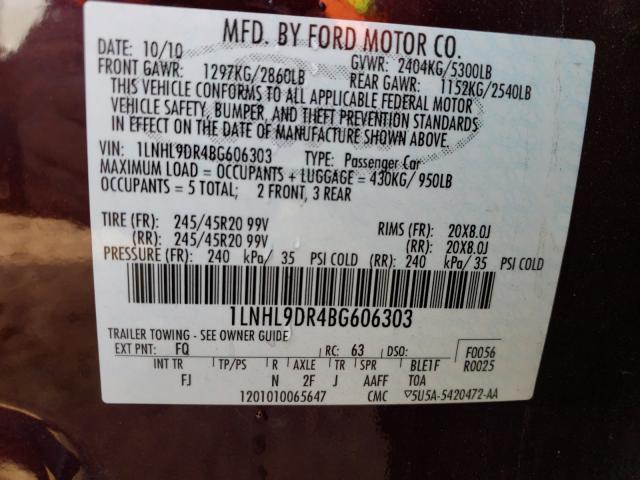 MFD. BY FORD MOTOR CO.
DATE: 10/10 GVWR: 2404KG/5300LB
FRONT GAWR: 1297KG/2860LB REAR GAWR: 1152KG/2540LB
THIS VEHICLE CONFORMS TO ALL APPLICABLE FEDERAL MOTOR
VEHICLE SAFETY, BUMPER, AND THEFT PREVENTION STANDARDS
IN EFFECT ON THE DATE OF MANUFACTURE SHOWN ABOVE.
VIN: 1LNHL9DR4BG606303 TYPE: Passenger Car
MAXIMUM LOAD = OCCUPANTS + LUGGAGE = 430KG/950LB
OCCUPANTS = 5 TOTAL; 2 FRONT, 3 REAR
TIRE (FR): 245/45R20 99V RIMS (FR): 20X8.0J
(RR): 245/45R20 99V (RR): 20X8.0J
PRESSURE (FR): 240 kPa/ 35 PSI COLD (RR): 240 kPa/35 PSI COLD
1LNHL9DR4BG606303
TRAILER TOWING - SEE OWNER GUIDE
EXT PNT: FQ RC: 63 DSO: F0056
R0025
INT TR TP/PS R AXLE TR SPR BLE1F
FJ N 2F J AAFF TOA
1201010065647 CMC ▽5U5A-5420472-AA